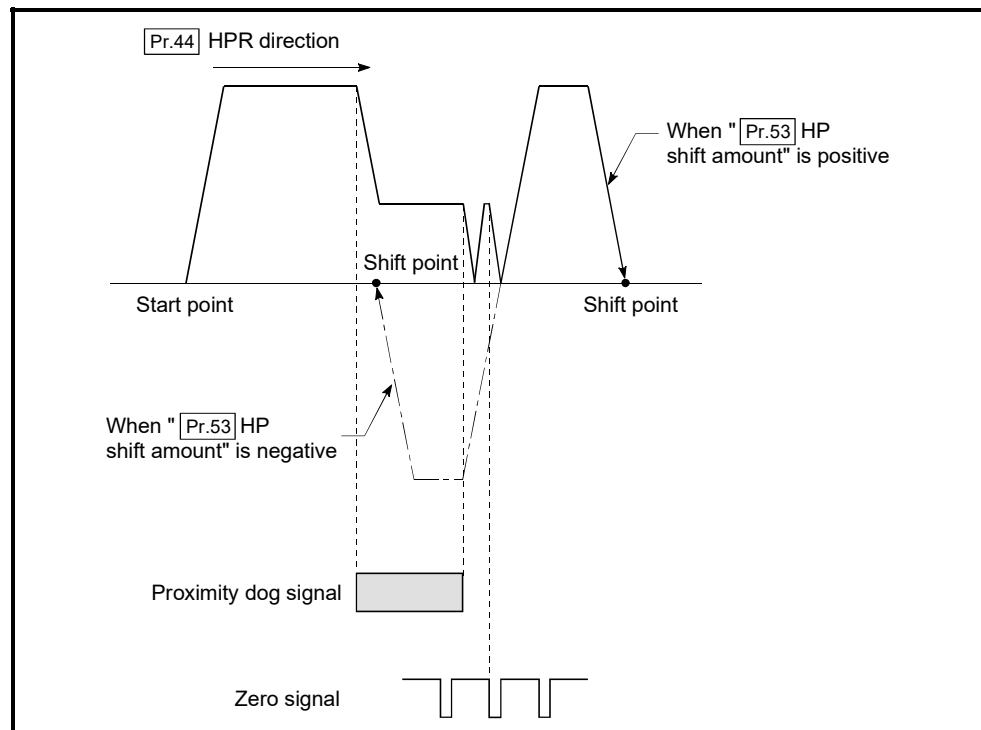 Pr.44 HPR direction
When " Pr.53 HP
shift amount" is positive
Shift point
Start point
Shift point
When " Pr.53 HP
shift amount" is negative
Proximity dog signal
Zero signal